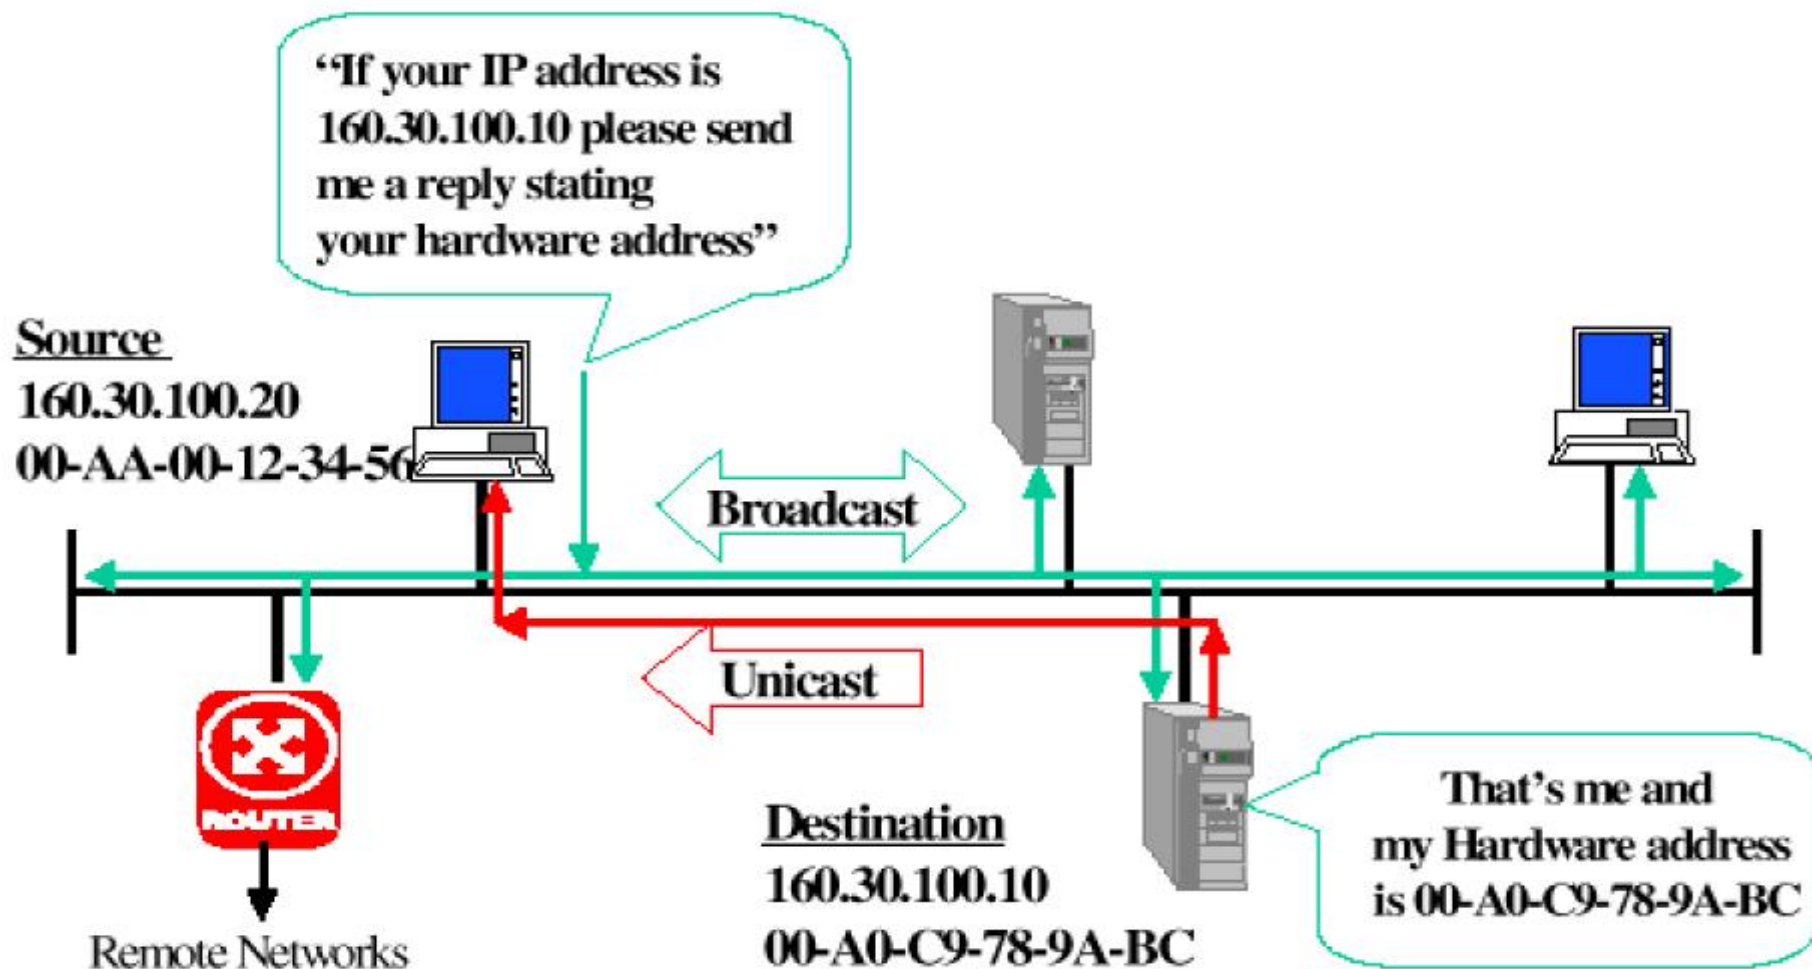 “If your IP address is
160.30.100.10 please send
me a reply stating
your hardware address”
Source
160.30.100.20
00-AA-00-12-34-56
Broadcast
Unicast
ROUTER
Remote Networks
Destination
160.30.100.10
00-A0-C9-78-9A-BC
That’s me and
my Hardware address
is 00-A0-C9-78-9A-BC